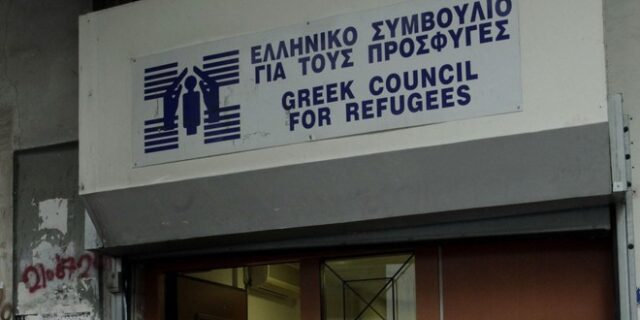 ΕΛΛΗΝΙΚΟ ΣΥΜΒΟΥΛΙΟ
ΓΙΑ ΤΟΥΣ ΠΡΟΣΦΥΓΕΣ
GREEK COUNCIL
FOR REFUGEES